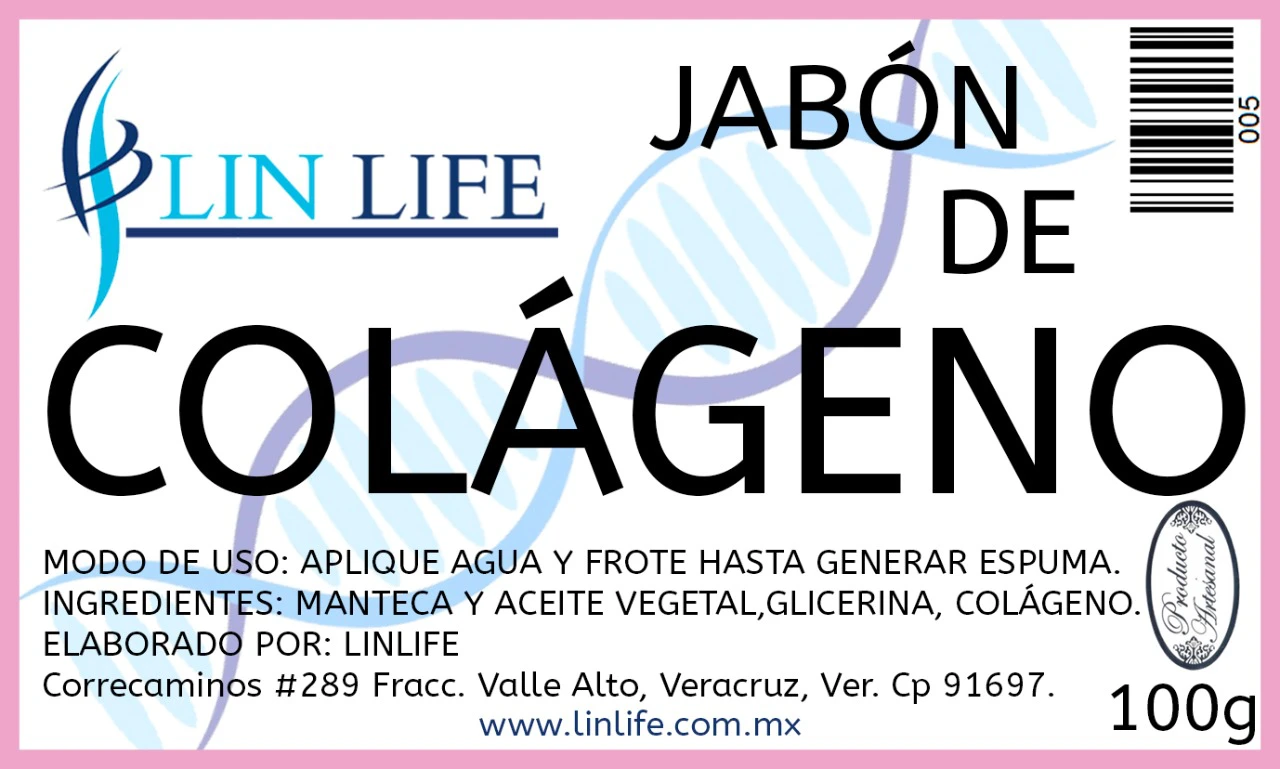 LIN LIFE
JABÓN
DE
COLÁGENO
005
MODO DE USO: APLIQUE AGUA Y FROTE HASTA GENERAR ESPUMA.
INGREDIENTES: MANTECA Y ACEITE VEGETAL,GLICERINA, COLÁGENO.
ELABORADO POR: LINLIFE
Correcaminos #289 Fracc. Valle Alto, Veracruz, Ver. Cp 91697.
www.linlife.com.mx
Producto
Artesanal
100g